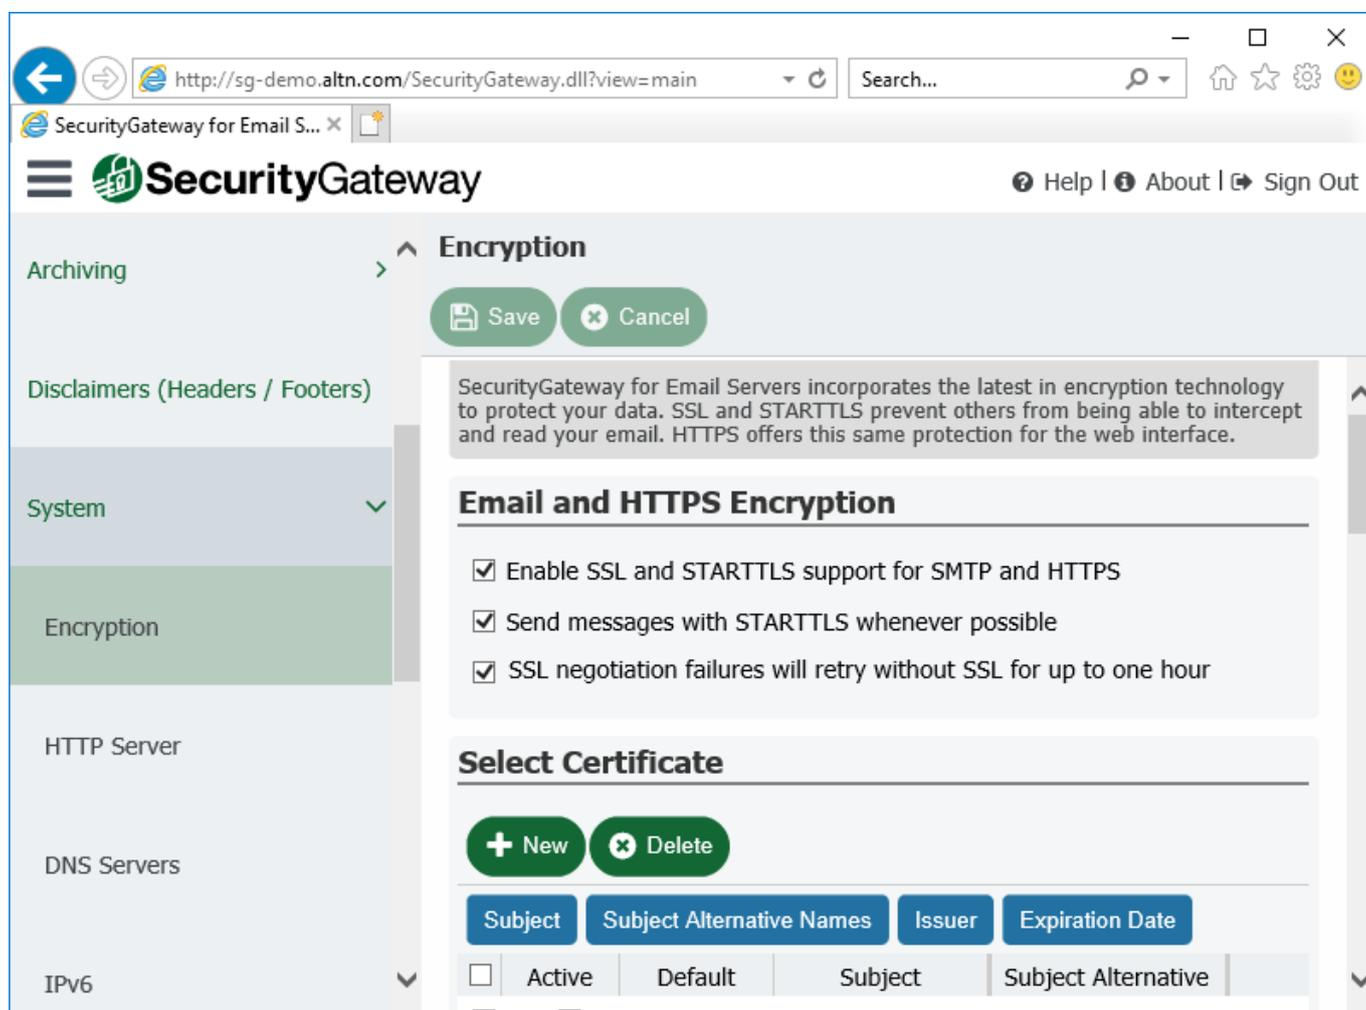 http://sg-demo.altn.com/SecurityGateway.dll?view=main
Search...
SecurityGateway for Email S...
SecurityGateway
Help | About | Sign Out
Archiving
Disclaimers (Headers / Footers)
System
Encryption
HTTP Server
DNS Servers
IPv6
Encryption
Save Cancel
SecurityGateway for Email Servers incorporates the latest in encryption technology
to protect your data. SSL and STARTTLS prevent others from being able to intercept
and read your email. HTTPS offers this same protection for the web interface.
Email and HTTPS Encryption
Enable SSL and STARTTLS support for SMTP and HTTPS
Send messages with STARTTLS whenever possible
SSL negotiation failures will retry without SSL for up to one hour
Select Certificate
New Delete
Subject Subject Alternative Names Issuer Expiration Date
Active Default Subject Subject Alternative